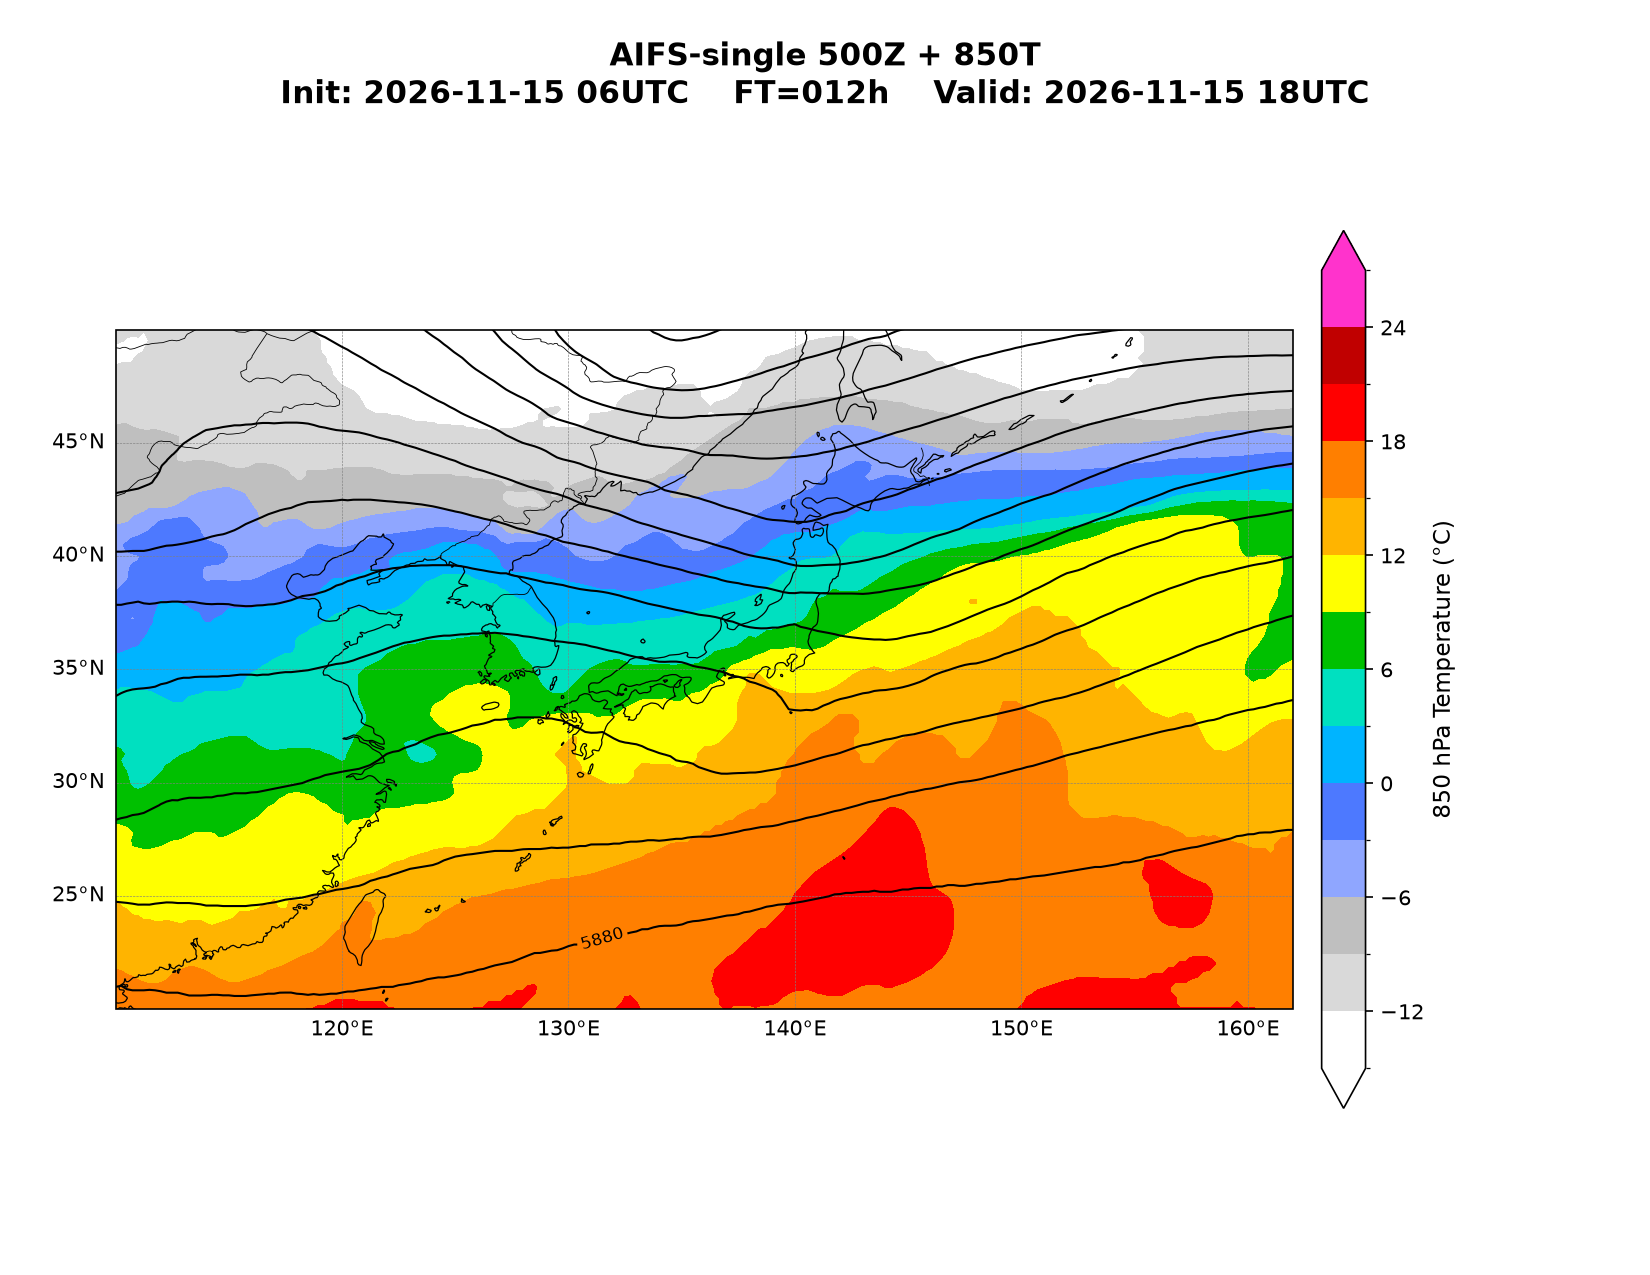 AIFS-single 500Z + 850T
Init: 2026-11-15 06UTC    FT=012h    Valid: 2026-11-15 18UTC
45°N
40°N
35°N
30°N
25°N
5880
120°E
130°E
140°E
150°E
160°E
24
18
12
6
0
−6
−12
850 hPa Temperature (°C)